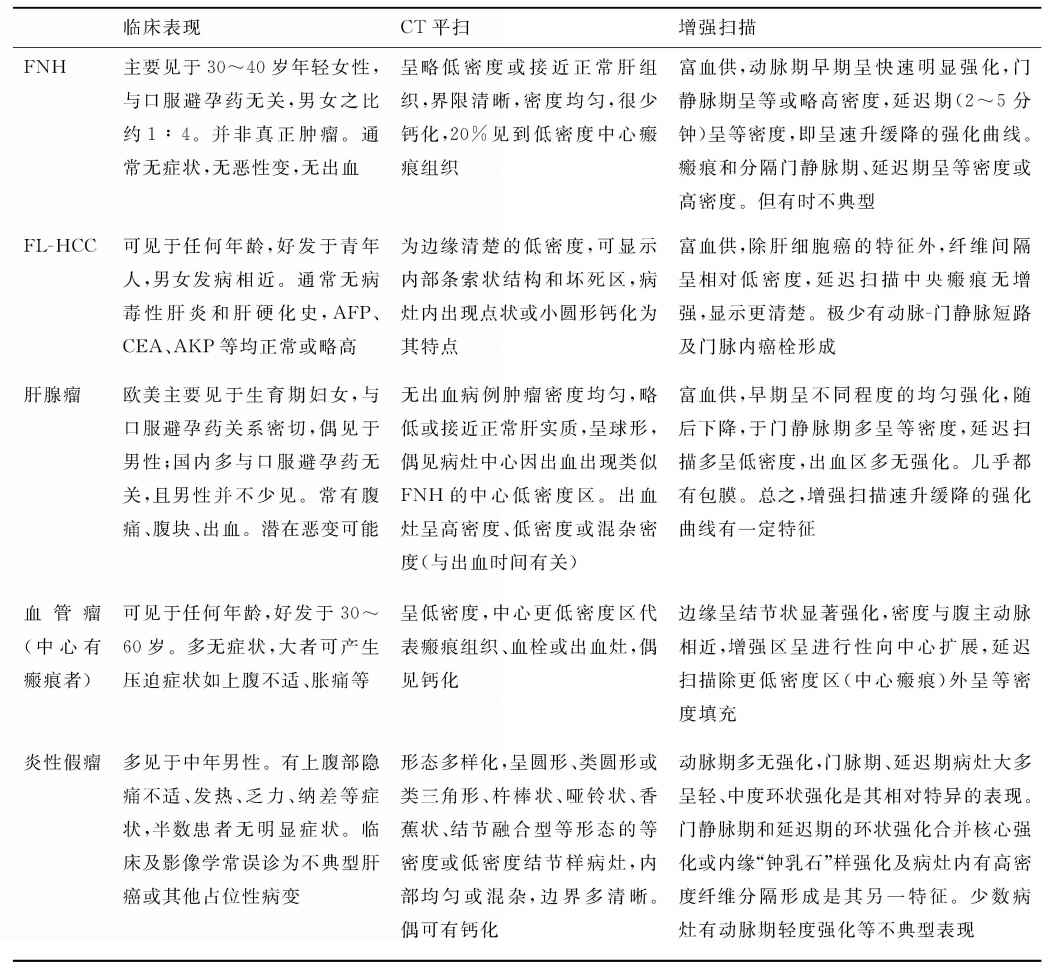 临床表现 CT 平扫 增强扫描
FNH 主要见于 30～40 岁年轻女性， 呈略低密度或接近正常肝组 富血供，动脉期早期呈快速明显强化，门
与口服避孕药无关，男女之比 织，界限清晰，密度均匀，很少 静脉期呈等或略高密度，延迟期（2～5 分
约 1∶4。并非真正肿瘤。通 钙化，20%见到低密度中心瘢 钟）呈等密度，即呈速升缓降的强化曲线。
常无症状，无恶性变，无出血 痕组织 瘢痕和分隔门静脉期、延迟期呈等密度或
高密度。但有时不典型
FL-HCC 可见于任何年龄，好发于青年 为边缘清楚的低密度，可显示 富血供，除肝细胞癌的特征外，纤维间隔
人，男女发病相近。通常无病 内部条索状结构和坏死区，病 呈相对低密度，延迟扫描中央瘢痕无增
毒性肝炎和肝硬化史，AFP、 灶内出现点状或小圆形钙化为 强，显示更清楚。极少有动脉-门静脉短路
CEA、AKP 等均正常或略高 其特点 及门脉内癌栓形成
肝腺瘤 欧美主要见于生育期妇女，与 无出血病例肿瘤密度均匀，略 富血供，早期呈不同程度的均匀强化，随
口服避孕药关系密切，偶见于 低或接近正常肝实质，呈球形， 后下降，于门静脉期多呈等密度，延迟扫
男性；国内多与口服避孕药无 偶见病灶中心因出血出现类似 描多呈低密度，出血区多无强化。几乎都
关，且男性并不少见。常有腹 FNH 的中心低密度区。出血 有包膜。总之，增强扫描速升缓降的强化
痛、腹块、出血。潜在恶变可能 灶呈高密度、低密度或混杂密 曲线有一定特征
度（与出血时间有关）
血管瘤 可见于任何年龄，好发于 30～ 呈低密度，中心更低密度区代 边缘呈结节状显著强化，密度与腹主动脉
（中心有 60 岁。多无症状，大者可产生 表瘢痕组织、血栓或出血灶，偶 相近，增强区呈进行性向中心扩展，延迟
瘢痕者） 压迫症状如上腹不适、胀痛等 见钙化 扫描除更低密度区（中心瘢痕）外呈等密
度填充
炎性假瘤 多见于中年男性。有上腹部隐 形态多样化，呈圆形、类圆形或 动脉期多无强化，门脉期、延迟期病灶大多
痛不适、发热、乏力、纳差等症 类三角形、杵棒状、哑铃状、香 呈轻、中度环状强化是其相对特异的表现。
状，半数患者无明显症状。临 蕉状、结节融合型等形态的等 门静脉期和延迟期的环状强化合并核心强
床及影像学常误诊为不典型肝 密度或低密度结节样病灶，内 化或内缘“钟乳石”样强化及病灶内有高密
癌或其他占位性病变 部均匀或混杂，边界多清晰。 度纤维分隔形成是其另一特征。少数病
偶可有钙化 灶有动脉期轻度强化等不典型表现